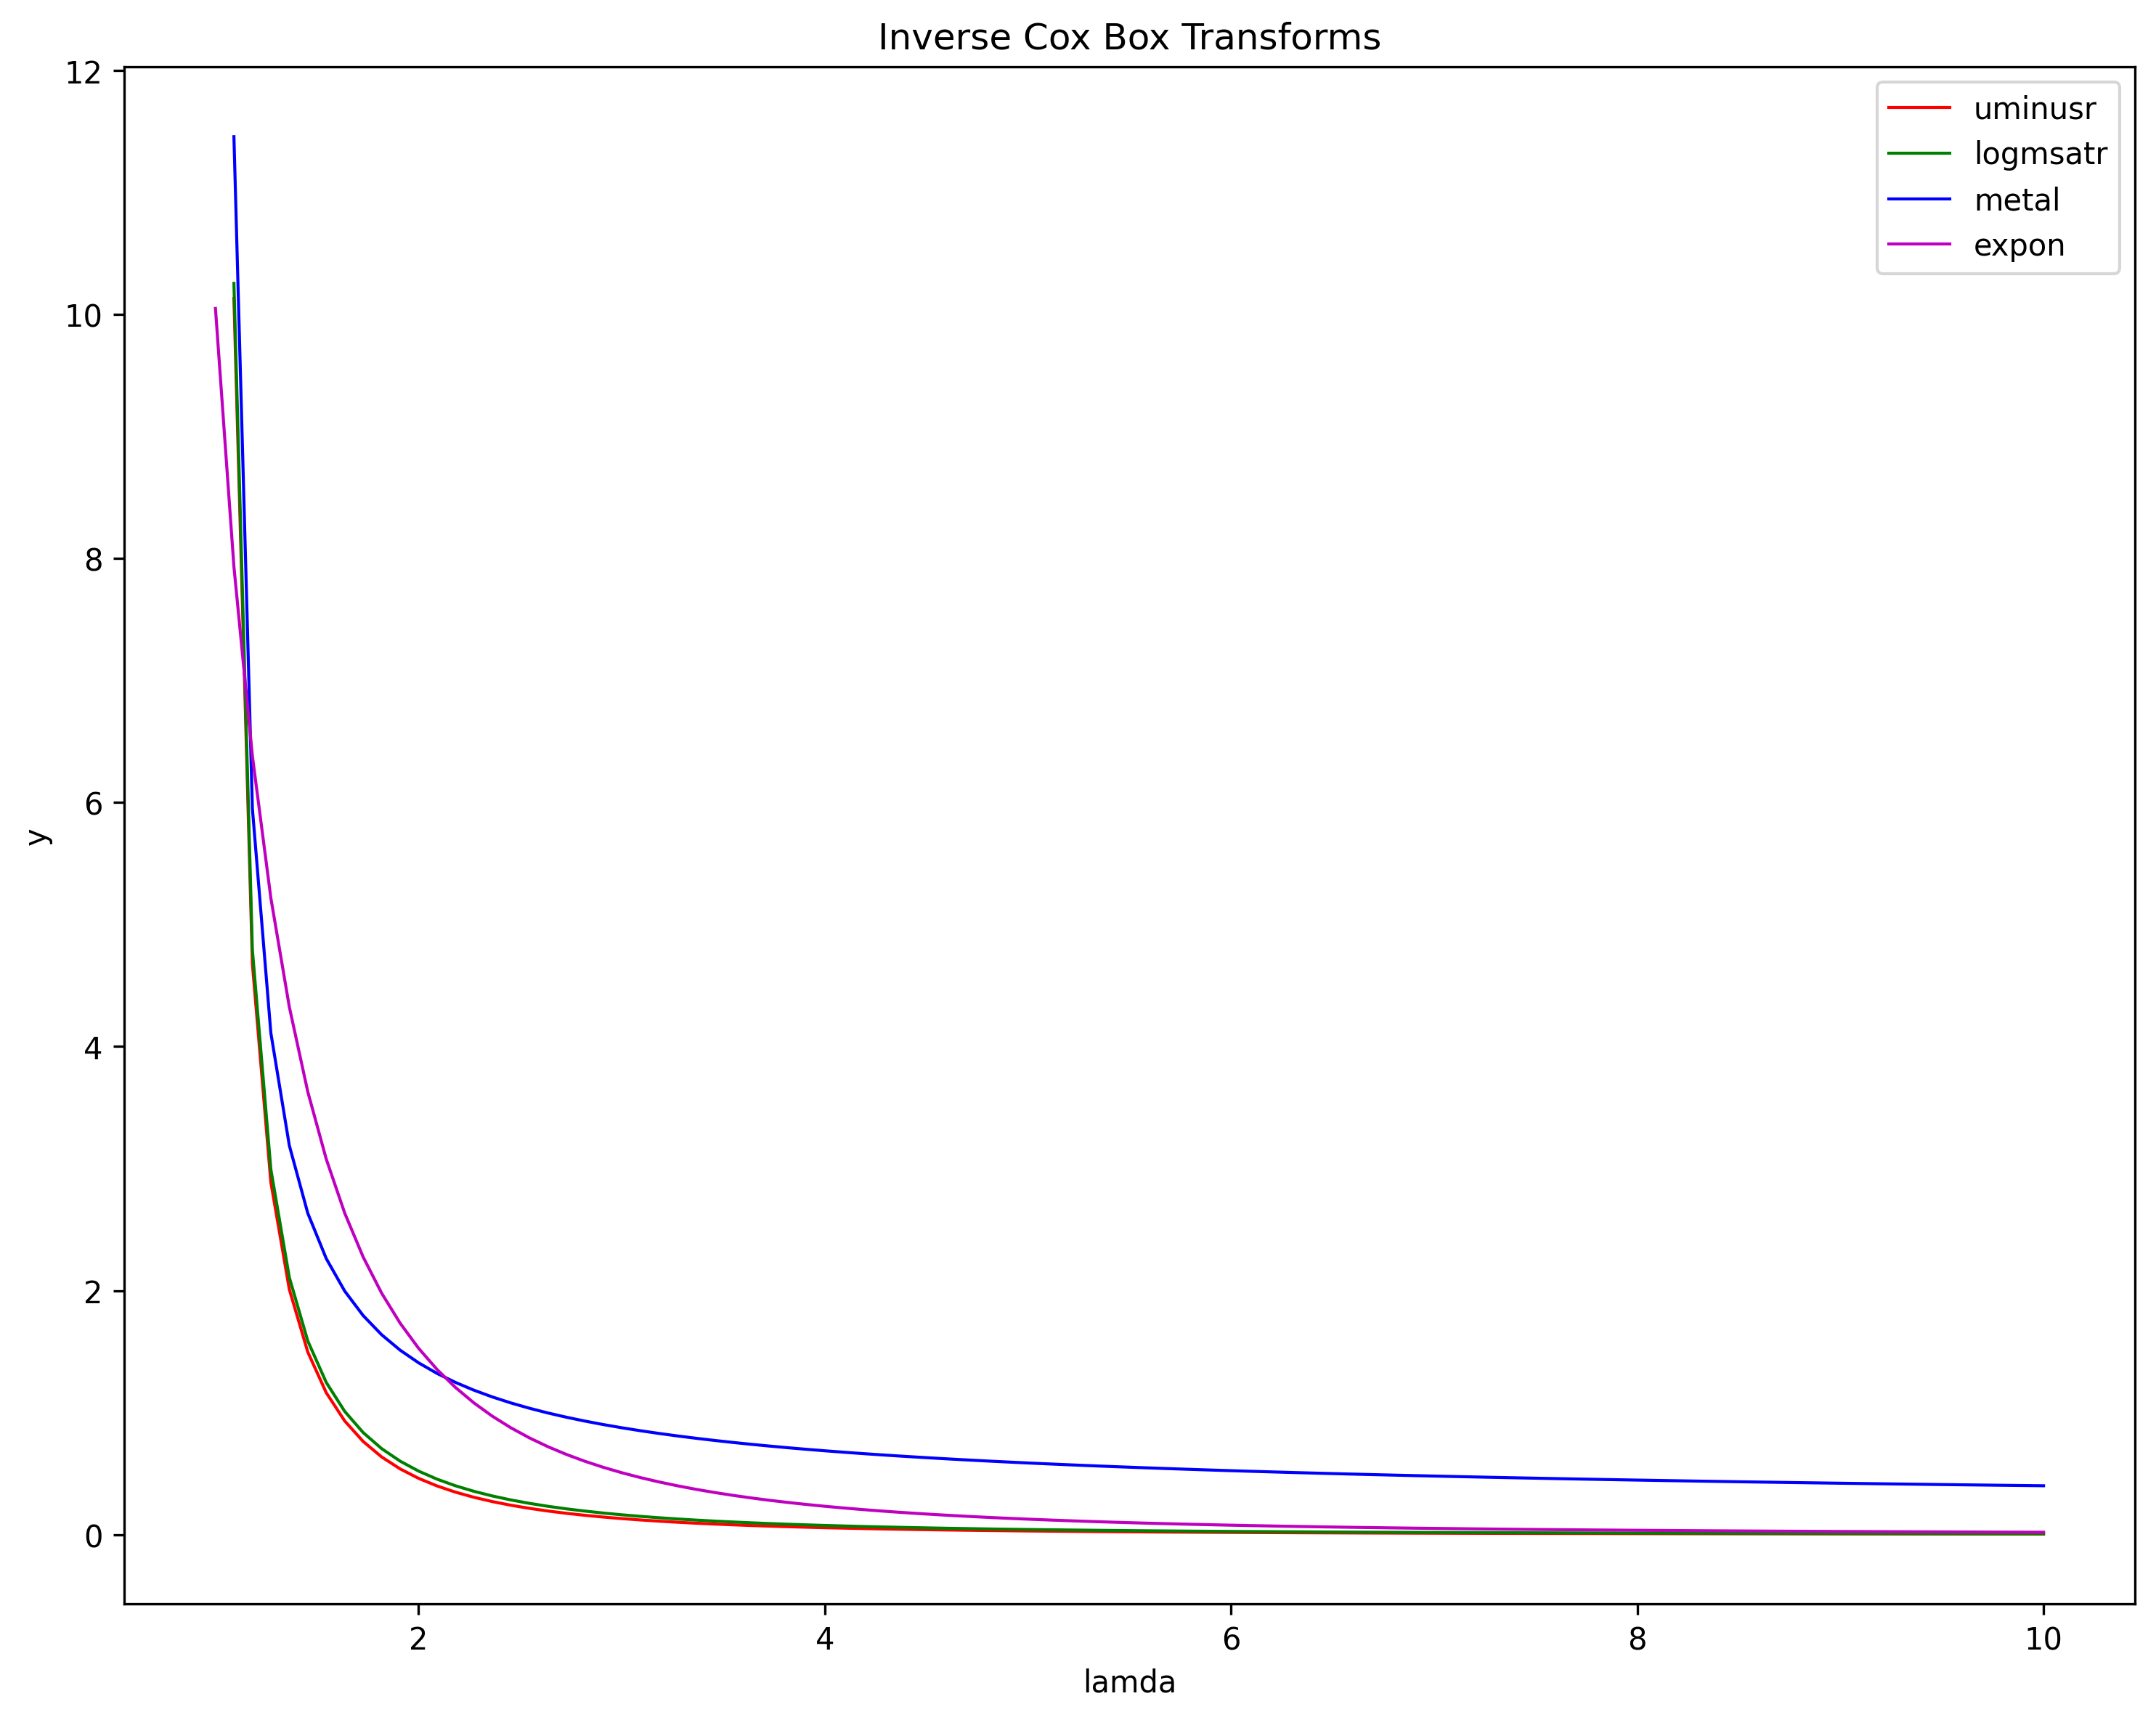 Inverse Cox Box Transforms
12
10
8
6
4
2
0
y
uminusr
logmsatr
metal
expon
2 4 6 8 10
lamda